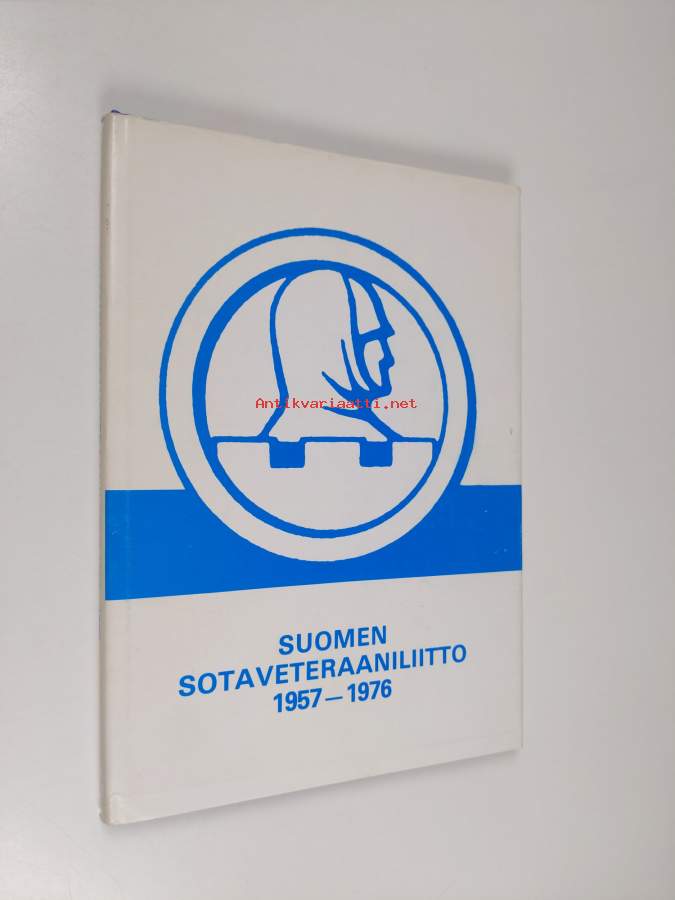 Antikvariaatti.net
SUOMEN
SOTAVETERAANILIITTO
1957—1976